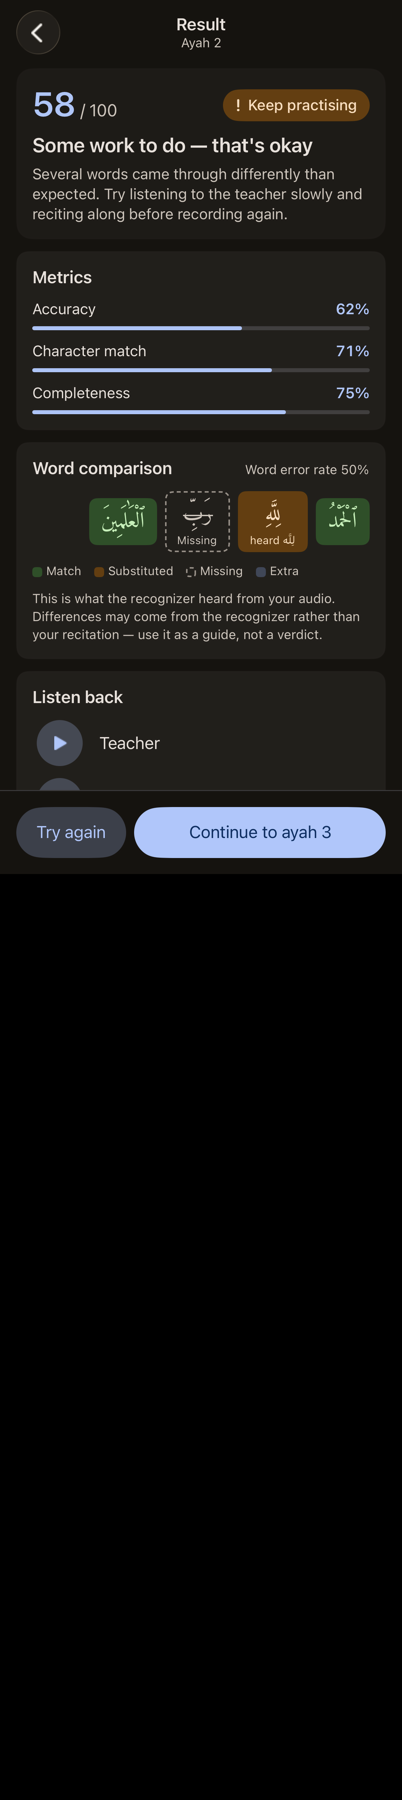 Result
Ayah 2
58 / 100
! Keep practising
Some work to do — that's okay
Several words came through differently than
expected. Try listening to the teacher slowly and
reciting along before recording again.
Metrics
Accuracy 62%
Character match 71%
Completeness 75%
Word comparison Word error rate 50%
ٱلْحَمْدُ لِلَّهِ رَبِّ ٱلْعَٰلَمِينَ
heard لِلَّه Missing
Match Substituted Missing Extra
This is what the recognizer heard from your audio.
Differences may come from the recognizer rather than
your recitation — use it as a guide, not a verdict.
Listen back
Teacher
Try again Continue to ayah 3